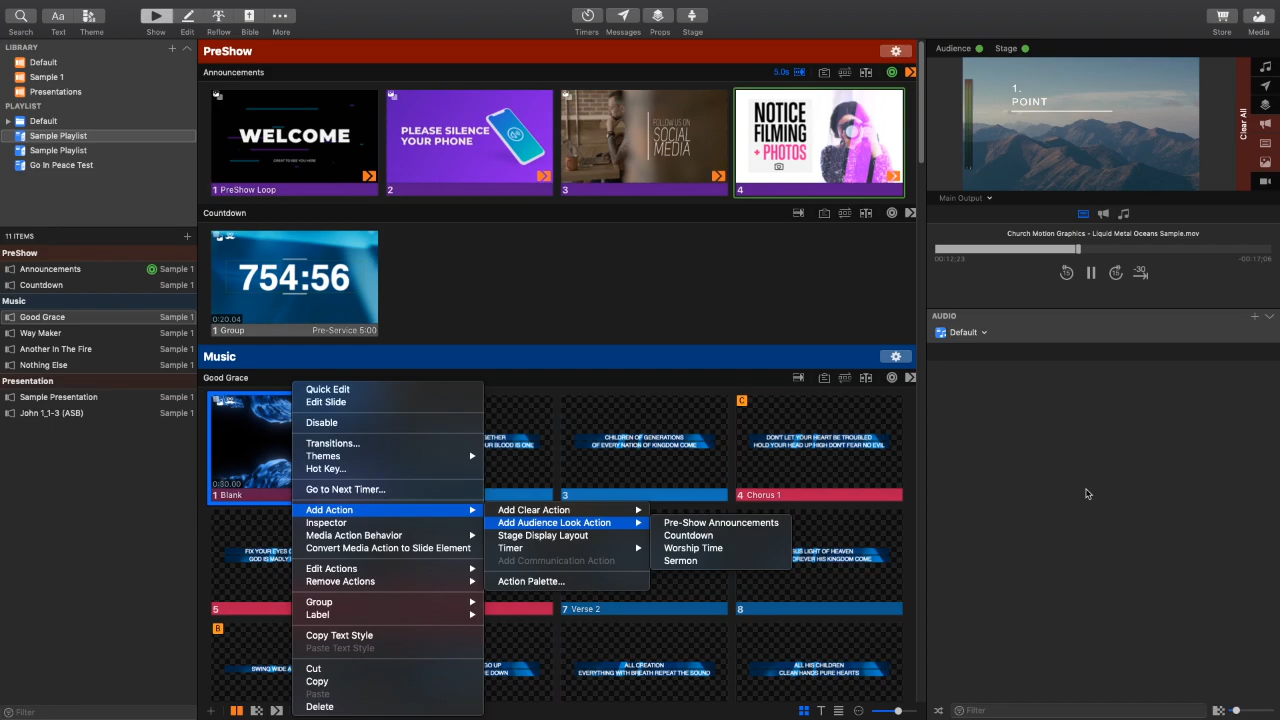 Search
Text
Theme
Show
Edit
Reflow
Bible
More
Timers
Messages
Props
Stage
Store
Media
LIBRARY
Default
Sample 1
Presentations
PLAYLIST
Default
Sample Playlist
Sample Playlist
Go In Peace Test
11 ITEMS
PreShow
Announcements Sample 1
Countdown Sample 1
Music
Good Grace Sample 1
Way Maker Sample 1
Another In The Fire Sample 1
Nothing Else Sample 1
Presentation
Sample Presentation Sample 1
John 1_1-3 (ASB) Sample 1
Filter
PreShow
Announcements
5.0s
WELCOME
GREAT TO SEE YOU HERE
1 PreShow Loop
PLEASE SILENCE
YOUR PHONE
2
FOLLOW US ON
SOCIAL
MEDIA
3
NOTICE
FILMING
+ PHOTOS
4
Countdown
754:56
0:20.04
1 Group Pre-Service 5:00
Music
Good Grace
0:30.00
1 Blank
CHILDREN OF GENERATIONS
OF EVERY NATION OF KINGDOM COME
3
C
DON'T LET YOUR HEART BE TROUBLED
HOLD YOUR HEAD UP HIGH DON'T FEAR NO EVIL
4 Chorus 1
5
7 Verse 2
8
B
ALL CREATION
EVERYTHING WITH BREATH REPEAT THE SOUND
ALL HIS CHILDREN
CLEAN HANDS PURE HEARTS
Quick Edit
Edit Slide
Disable
Transitions...
Themes
Hot Key...
Go to Next Timer...
Add Action
Inspector
Media Action Behavior
Convert Media Action to Slide Element
Edit Actions
Remove Actions
Group
Label
Copy Text Style
Paste Text Style
Cut
Copy
Paste
Delete
Add Clear Action
Add Audience Look Action
Stage Display Layout
Timer
Add Communication Action
Action Palette...
Pre-Show Announcements
Countdown
Worship Time
Sermon
Audience
Stage
1.
POINT
Clear All
Main Output
Church Motion Graphics - Liquid Metal Oceans Sample.mov
00:12;23
-00:17;06
15
15
-30
AUDIO
Default
Filter